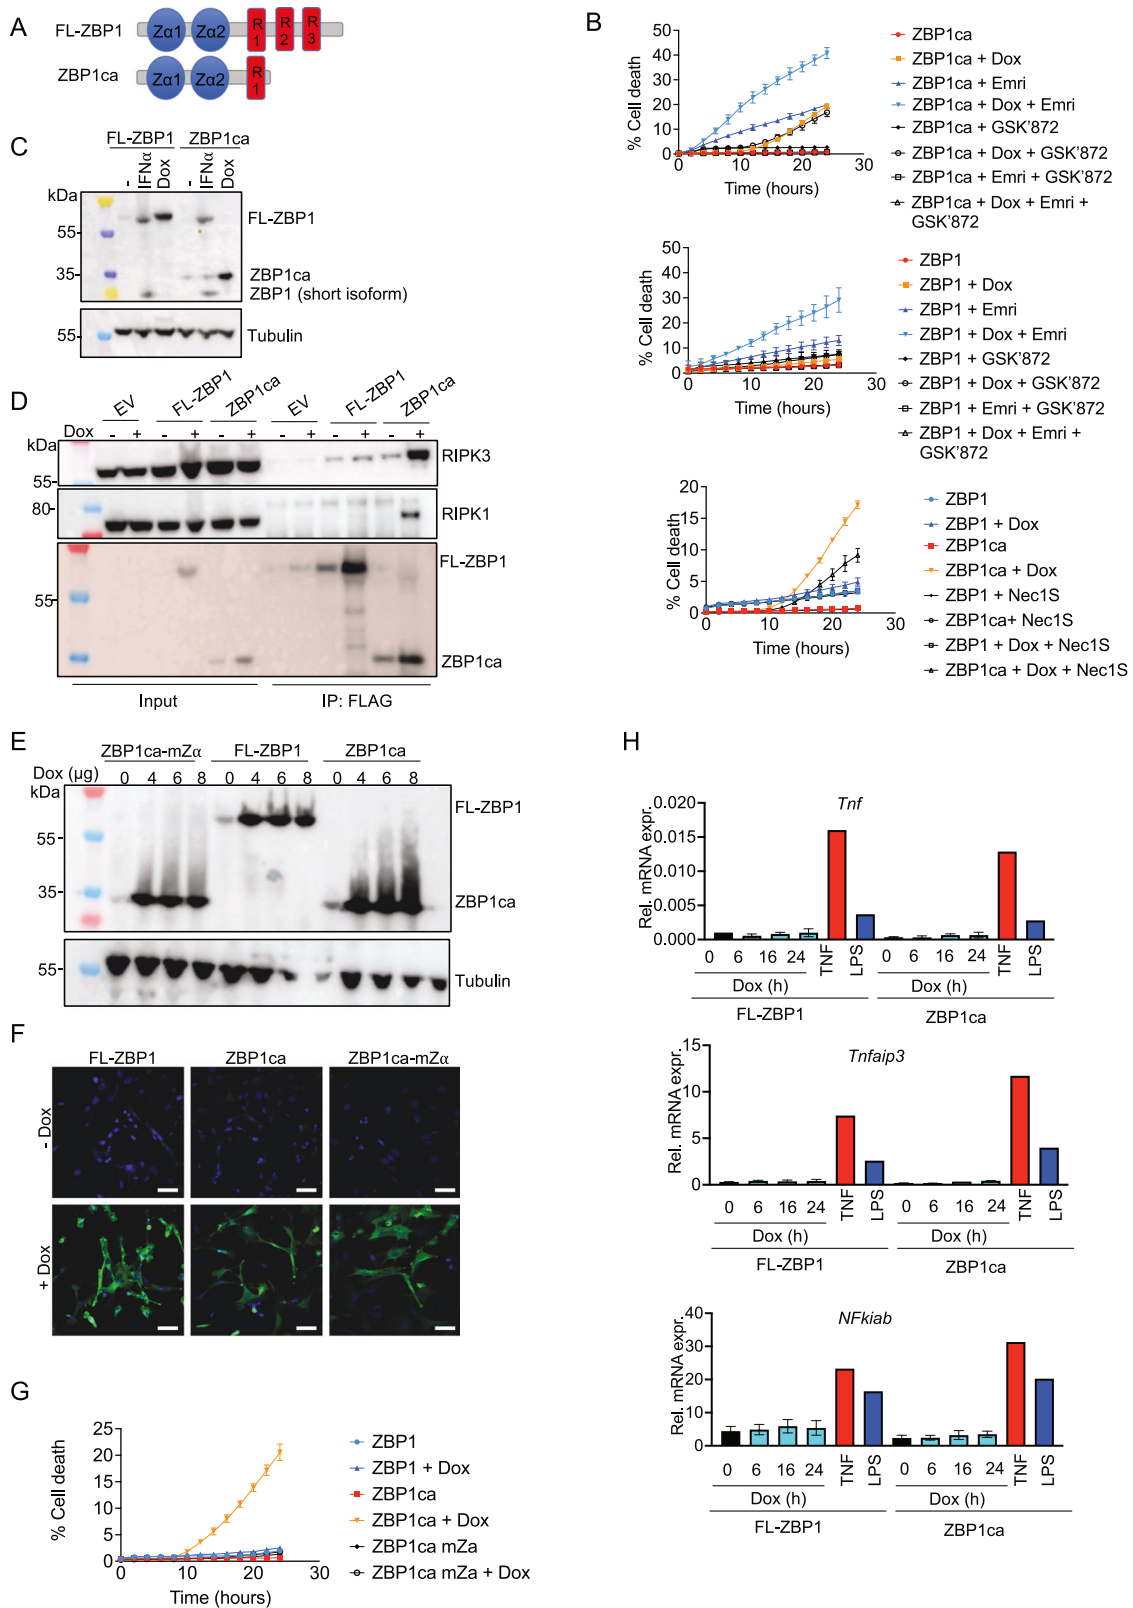 A
FL-ZBP1
Zα1 Zα2 R1 R2 R3
ZBP1ca
Zα1 Zα2 R1
B
% Cell death
50
40
30
20
10
0
0 10 20 30
Time (hours)
ZBP1ca
ZBP1ca + Dox
ZBP1ca + Emri
ZBP1ca + Dox + Emri
ZBP1ca + GSK'872
ZBP1ca + Dox + GSK'872
ZBP1ca + Emri + GSK'872
ZBP1ca + Dox + Emri +
GSK'872
% Cell death
50
40
30
20
10
0
0 10 20 30
Time (hours)
ZBP1
ZBP1 + Dox
ZBP1 + Emri
ZBP1 + Dox + Emri
ZBP1 + GSK'872
ZBP1 + Dox + GSK'872
ZBP1 + Emri + GSK'872
ZBP1 + Dox + Emri +
GSK'872
% Cell death
20
15
10
5
0
0 10 20 30
Time (hours)
ZBP1
ZBP1 + Dox
ZBP1ca
ZBP1ca + Dox
ZBP1 + Nec1S
ZBP1ca+ Nec1S
ZBP1 + Dox + Nec1S
ZBP1ca + Dox + Nec1S
C
FL-ZBP1 ZBP1ca
- IFNα Dox - IFNα Dox
kDa
55
35
FL-ZBP1
ZBP1ca
ZBP1 (short isoform)
55
Tubulin
D
EV FL-ZBP1 ZBP1ca EV FL-ZBP1 ZBP1ca
Dox - + - + - + - + - + - +
kDa
55
RIPK3
80
RIPK1
FL-ZBP1
55
ZBP1ca
Input IP: FLAG
E
ZBP1ca-mZα FL-ZBP1 ZBP1ca
Dox (µg) 0 4 6 8 0 4 6 8 0 4 6 8
kDa
FL-ZBP1
55
35
ZBP1ca
55
Tubulin
F
FL-ZBP1 ZBP1ca ZBP1ca-mZα
- Dox
+ Dox
G
% Cell death
25
20
15
10
5
0
0 10 20 30
Time (hours)
ZBP1
ZBP1 + Dox
ZBP1ca
ZBP1ca + Dox
ZBP1ca mZa
ZBP1ca mZa + Dox
H
Tnf
Rel. mRNA expr.
0.020
0.015
0.010
0.005
0.000
0 6 16 24 TNF LPS 0 6 16 24 TNF LPS
Dox (h) Dox (h)
FL-ZBP1 ZBP1ca
Tnfaip3
Rel. mRNA expr.
15
10
5
0
0 6 16 24 TNF LPS 0 6 16 24 TNF LPS
Dox (h) Dox (h)
FL-ZBP1 ZBP1ca
NFkiab
Rel. mRNA expr.
40
30
20
10
0
0 6 16 24 TNF LPS 0 6 16 24 TNF LPS
Dox (h) Dox (h)
FL-ZBP1 ZBP1ca